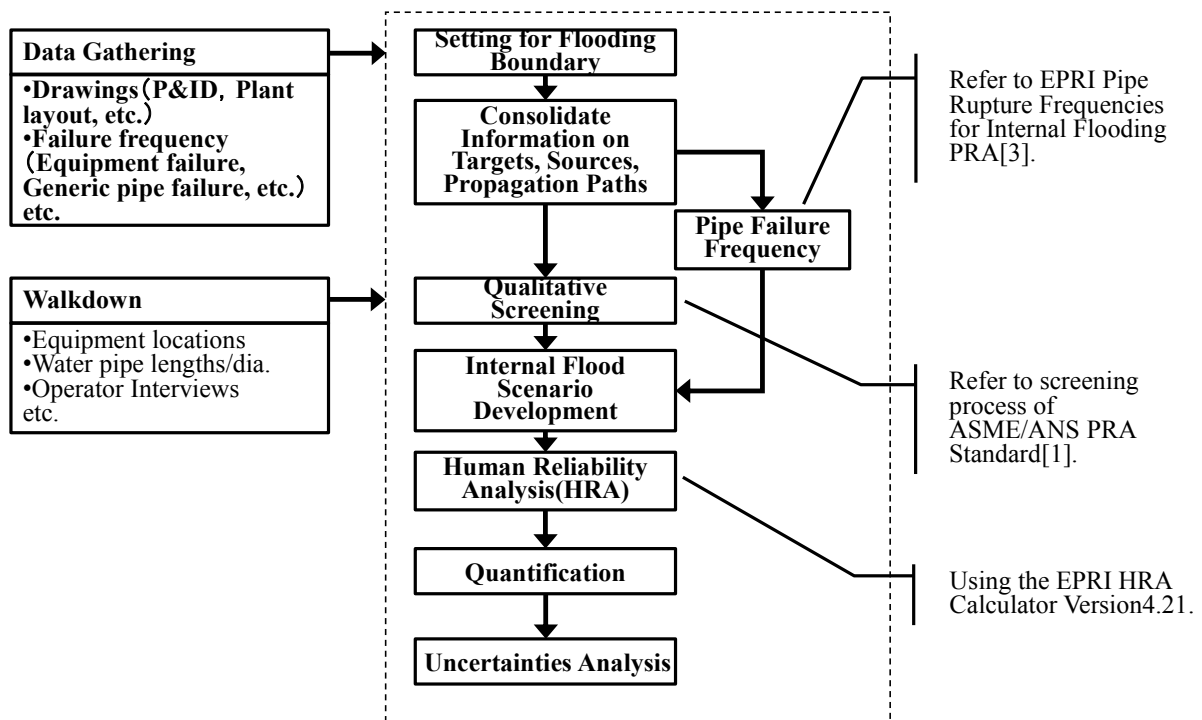 Data Gathering
•Drawings（P&ID, Plant
layout, etc.）
•Failure frequency
（Equipment failure,
Generic pipe failure, etc.）
etc.
Walkdown
•Equipment locations
•Water pipe lengths/dia.
•Operator Interviews
etc.
Setting for Flooding
Boundary
Consolidate
Information on
Targets, Sources,
Propagation Paths
Pipe Failure
Frequency
Qualitative
Screening
Internal Flood
Scenario
Development
Human Reliability
Analysis(HRA)
Quantification
Uncertainties Analysis
Refer to EPRI Pipe
Rupture Frequencies
for Internal Flooding
PRA[3].
Refer to screening
process of
ASME/ANS PRA
Standard[1].
Using the EPRI HRA
Calculator Version4.21.